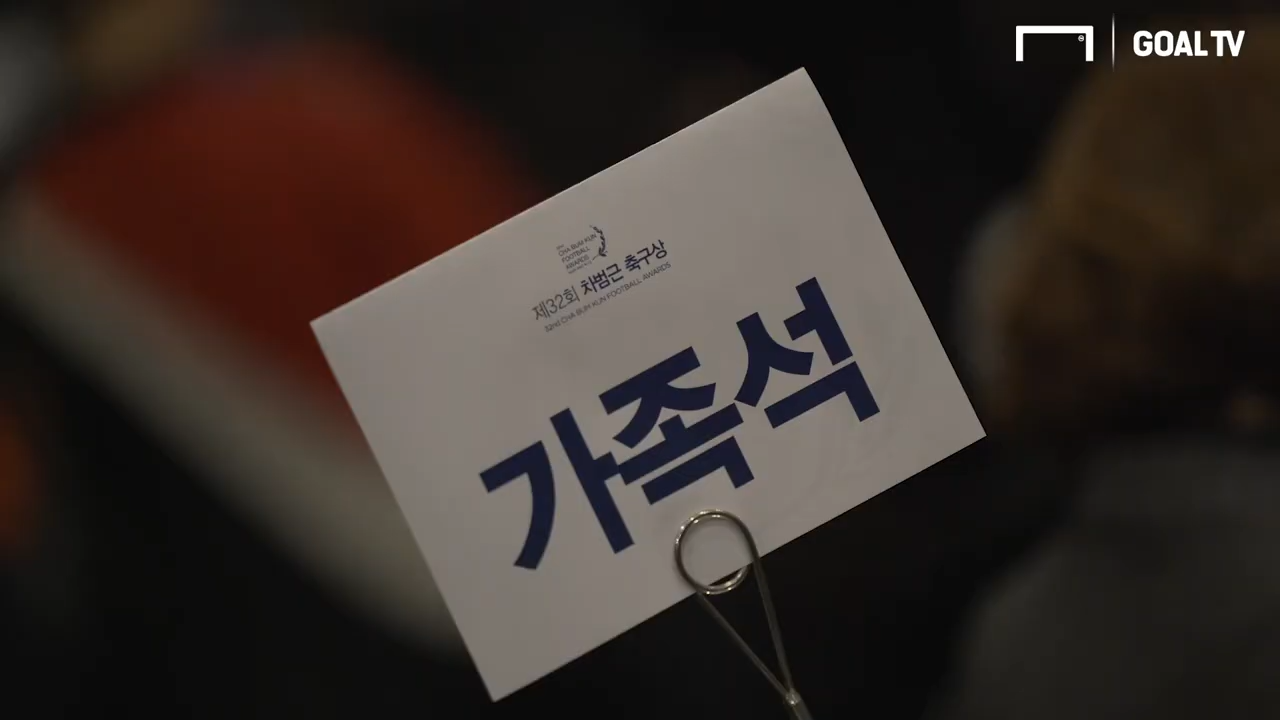 GOAL TV
CHA BUM KUN
FOOTBALL
AWARDS
제32회 차범근 축구상
32nd CHA BUM KUN FOOTBALL AWARDS
가족석